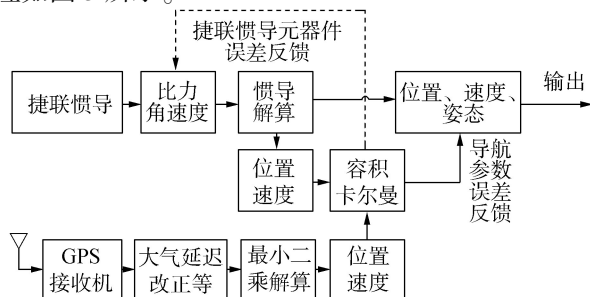 捷联惯导元器件
误差反馈
捷联惯导
比力
角速度
惯导
解算
位置、速度、
姿态
输出
位置
速度
容积
卡尔曼
导航
参数
误差
反馈
GPS
接收机
大气延迟
改正等
最小二
乘解算
位置
速度